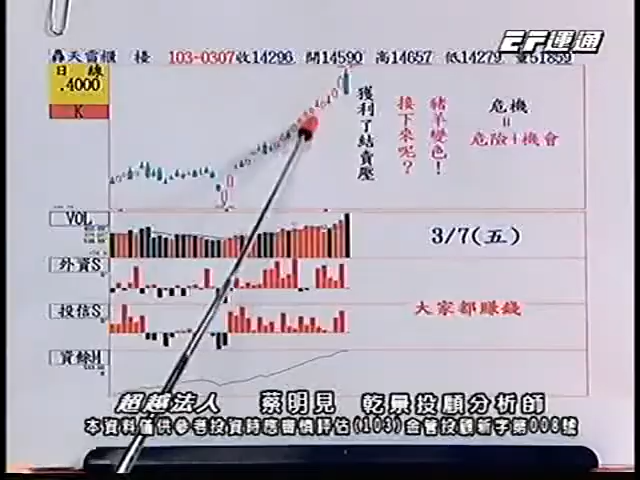 EF運通
天雷櫃 樓 103-0307收14296 開14590 高14657 低14279 量51859
日 線
.4000
K
獲利了結賣壓
接下來呢？
豬羊變色！
危機
=
危險+機會
VOL
3/7(五)
外資S
投信S
大家都賺錢
資餘H
超越法人 蔡明見 乾景投顧分析師
本資料僅供參考投資時應審慎評估(103)金管投顧新字第008號